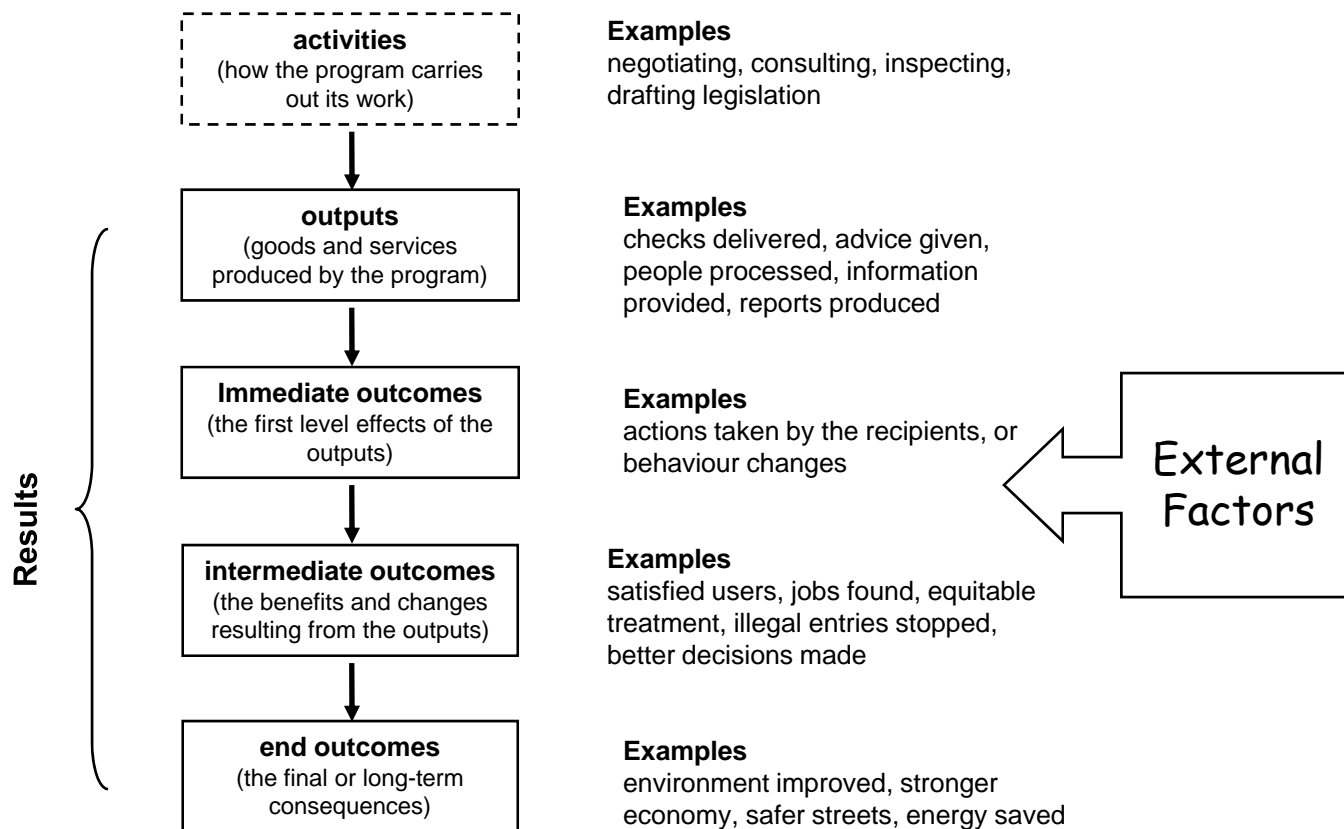 activities
(how the program carries
out its work)
Examples
negotiating, consulting, inspecting,
drafting legislation
outputs
(goods and services
produced by the program)
Examples
checks delivered, advice given,
people processed, information
provided, reports produced
Immediate outcomes
(the first level effects of the
outputs)
Examples
actions taken by the recipients, or
behaviour changes
External
Factors
Results
intermediate outcomes
(the benefits and changes
resulting from the outputs)
Examples
satisfied users, jobs found, equitable
treatment, illegal entries stopped,
better decisions made
end outcomes
(the final or long-term
consequences)
Examples
environment improved, stronger
economy, safer streets, energy saved